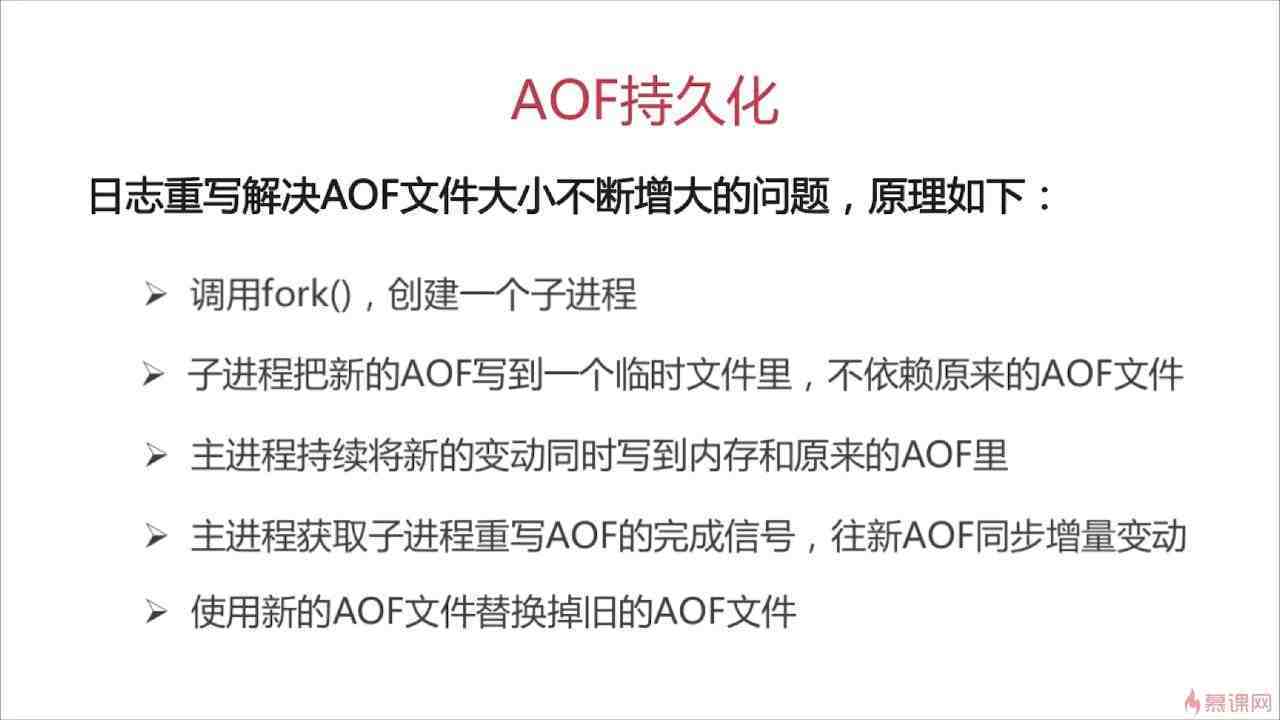 AOF持久化
日志重写解决AOF文件大小不断增大的问题，原理如下：
调用fork()，创建一个子进程
子进程把新的AOF写到一个临时文件里，不依赖原来的AOF文件
主进程持续将新的变动同时写到内存和原来的AOF里
主进程获取子进程重写AOF的完成信号，往新AOF同步增量变动
使用新的AOF文件替换掉旧的AOF文件
慕课网